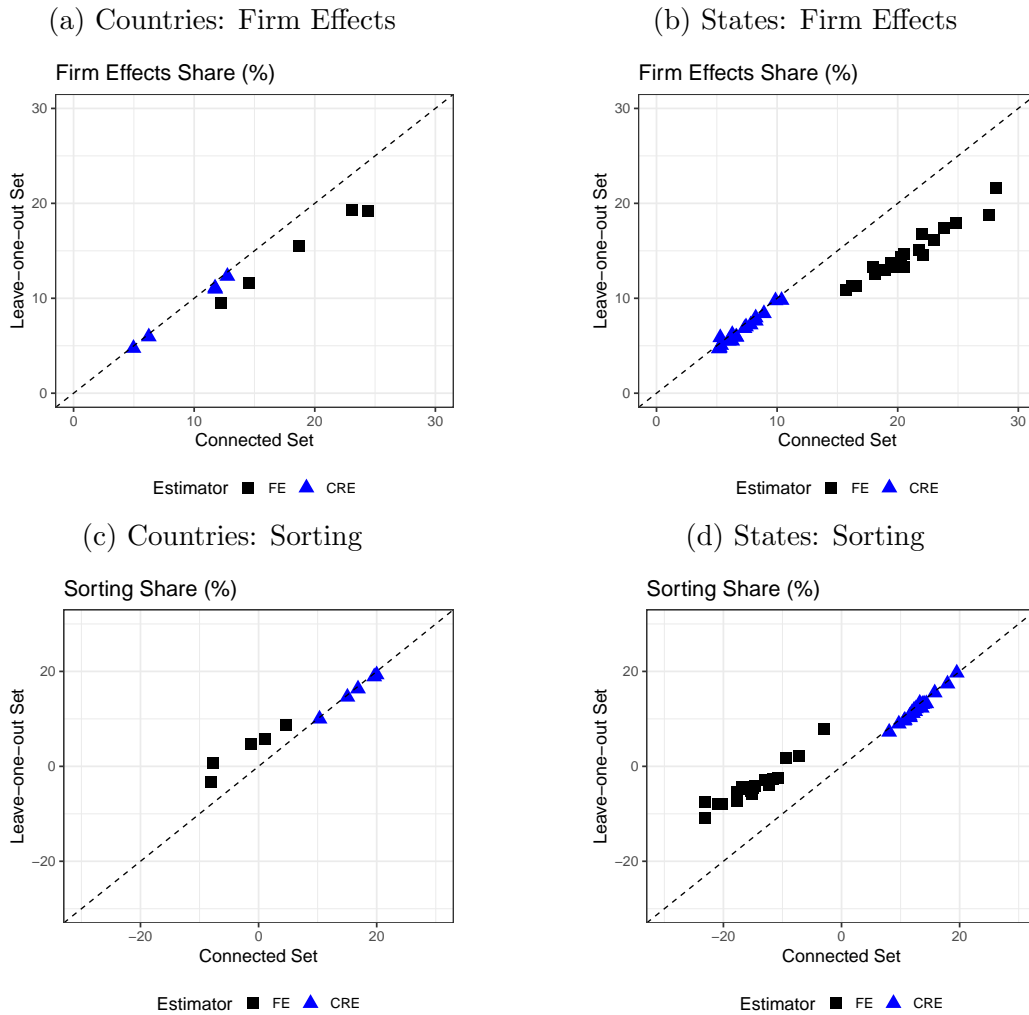 (a) Countries: Firm Effects
Firm Effects Share (%)
30
20
10
0
Leave-one-out Set
0 10 20 30
Connected Set
Estimator FE CRE
(b) States: Firm Effects
Firm Effects Share (%)
30
20
10
0
Leave-one-out Set
0 10 20 30
Connected Set
Estimator FE CRE
(c) Countries: Sorting
Sorting Share (%)
20
0
−20
Leave-one-out Set
−20 0 20
Connected Set
Estimator FE CRE
(d) States: Sorting
Sorting Share (%)
20
0
−20
Leave-one-out Set
−20 0 20
Connected Set
Estimator FE CRE